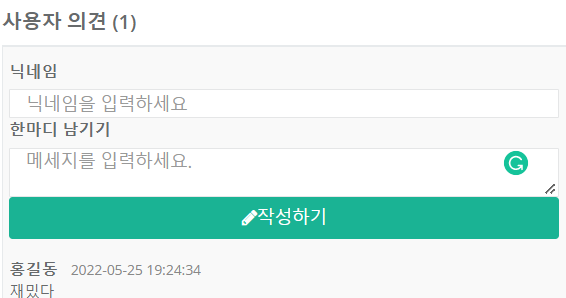 사용자 의견 (1)
닉네임
닉네임을 입력하세요
한마디 남기기
메세지를 입력하세요.
작성하기
홍길동 2022-05-25 19:24:34
재밌다